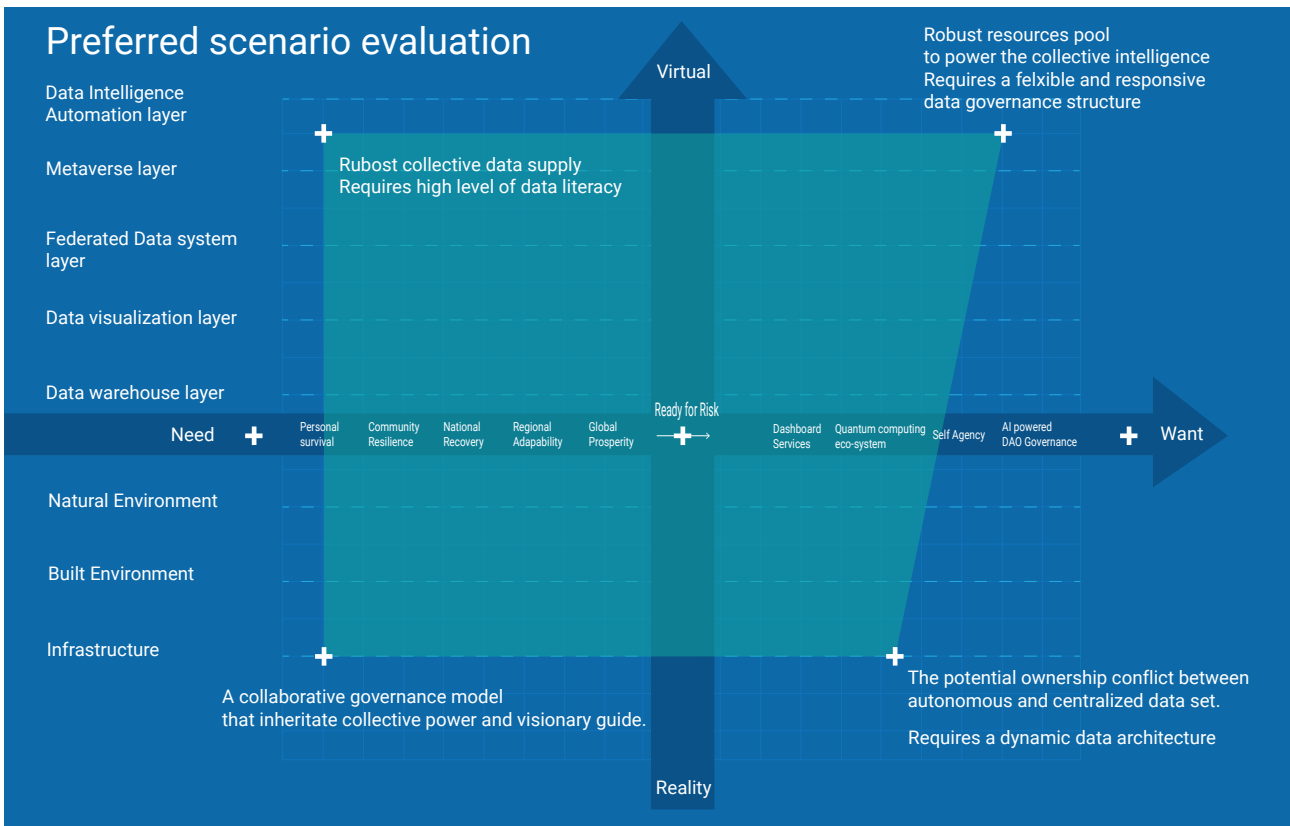 Preferred scenario evaluation
Robust resources pool
to power the collective intelligence
Requires a felxible and responsive
data governance structure
Virtual
Data Intelligence
Automation layer
Rubost collective data supply
Requires high level of data literacy
Metaverse layer
Federated Data system
layer
Data visualization layer
Data warehouse layer
Ready for Risk
Need
Personal
survival
Community
Resilience
National
Recovery
Regional
Adapability
Global
Prosperity
Dashboard
Services
Quantum computing
eco-system
Self Agency
AI powered
DAO Governance
Want
Natural Environment
Built Environment
Infrastructure
A collaborative governance model
that inheritate collective power and visionary guide.
The potential ownership conflict between
autonomous and centralized data set.
Requires a dynamic data architecture
Reality